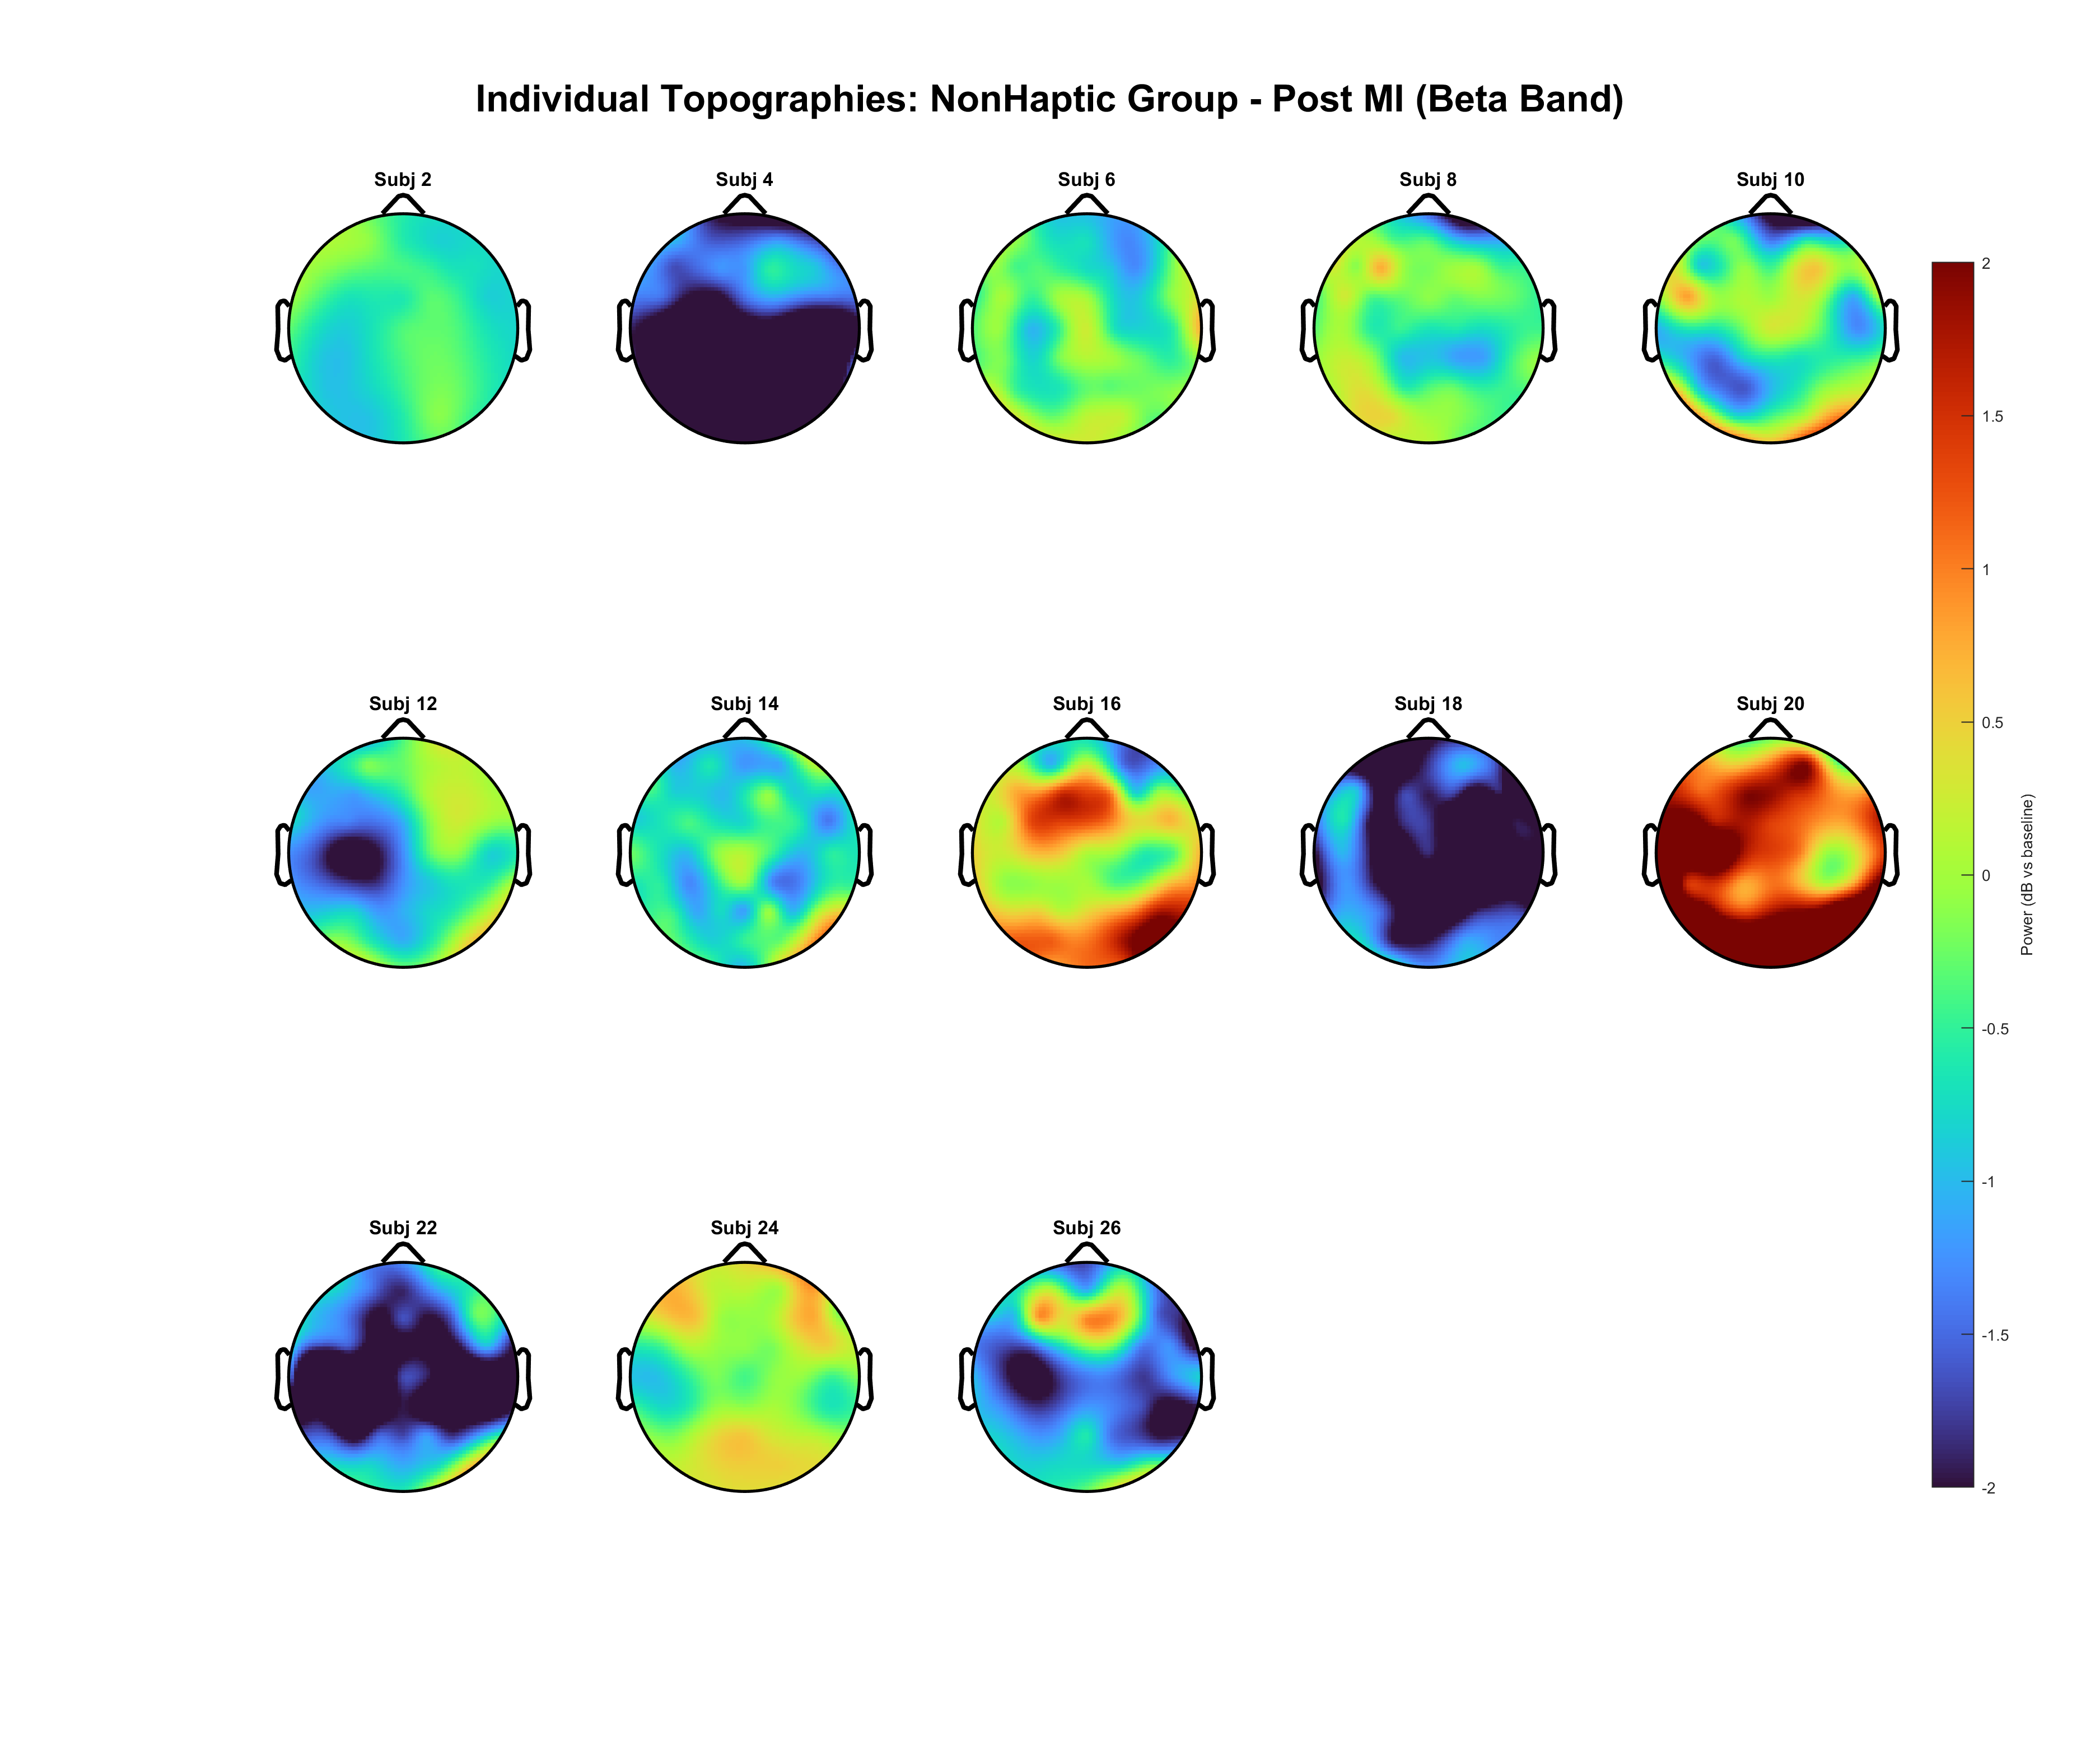 Individual Topographies: NonHaptic Group - Post MI (Beta Band)
Subj 2
Subj 4
Subj 6
Subj 8
Subj 10
Subj 12
Subj 14
Subj 16
Subj 18
Subj 20
Subj 22
Subj 24
Subj 26
2
1.5
1
0.5
0
-0.5
-1
-1.5
-2
Power (dB vs baseline)